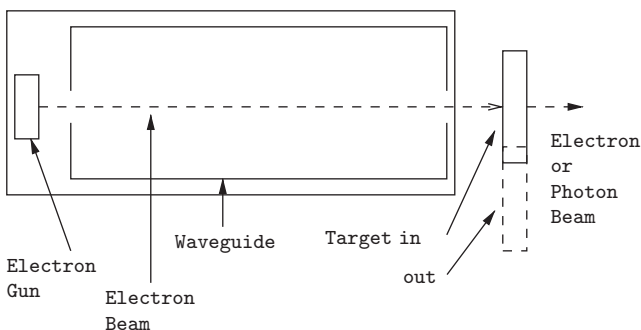 Electron
or
Photon
Beam
Waveguide
Target in
out
Electron
Gun
Electron
Beam